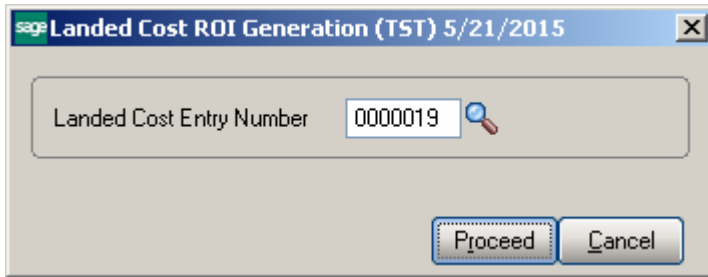 sage Landed Cost ROI Generation (TST) 5/21/2015
Landed Cost Entry Number 0000019
Proceed Cancel